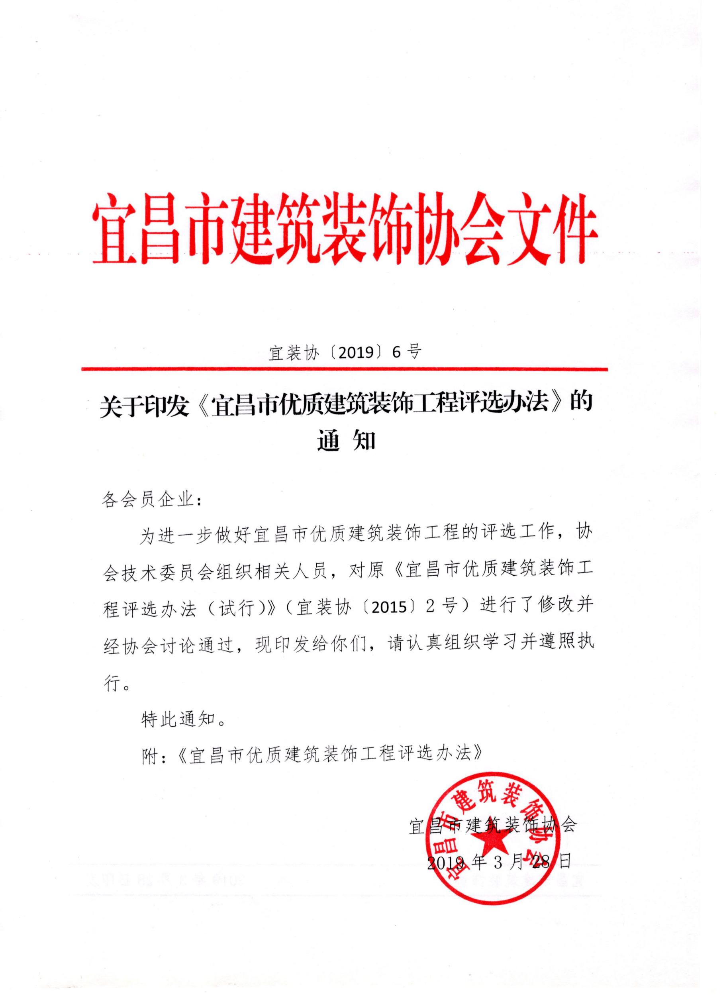 宜昌市建筑装饰协会文件
宜装协〔2019〕6号
关于印发《宜昌市优质建筑装饰工程评选办法》的
通 知
各会员企业：
为进一步做好宜昌市优质建筑装饰工程的评选工作，协
会技术委员会组织相关人员，对原《宜昌市优质建筑装饰工
程评选办法（试行）》（宜装协〔2015〕2号）进行了修改并
经协会讨论通过，现印发给你们，请认真组织学习并遵照执
行。
特此通知。
附：《宜昌市优质建筑装饰工程评选办法》
宜昌市建筑装饰协会
宜昌市建筑装饰协会
2019年3月28日